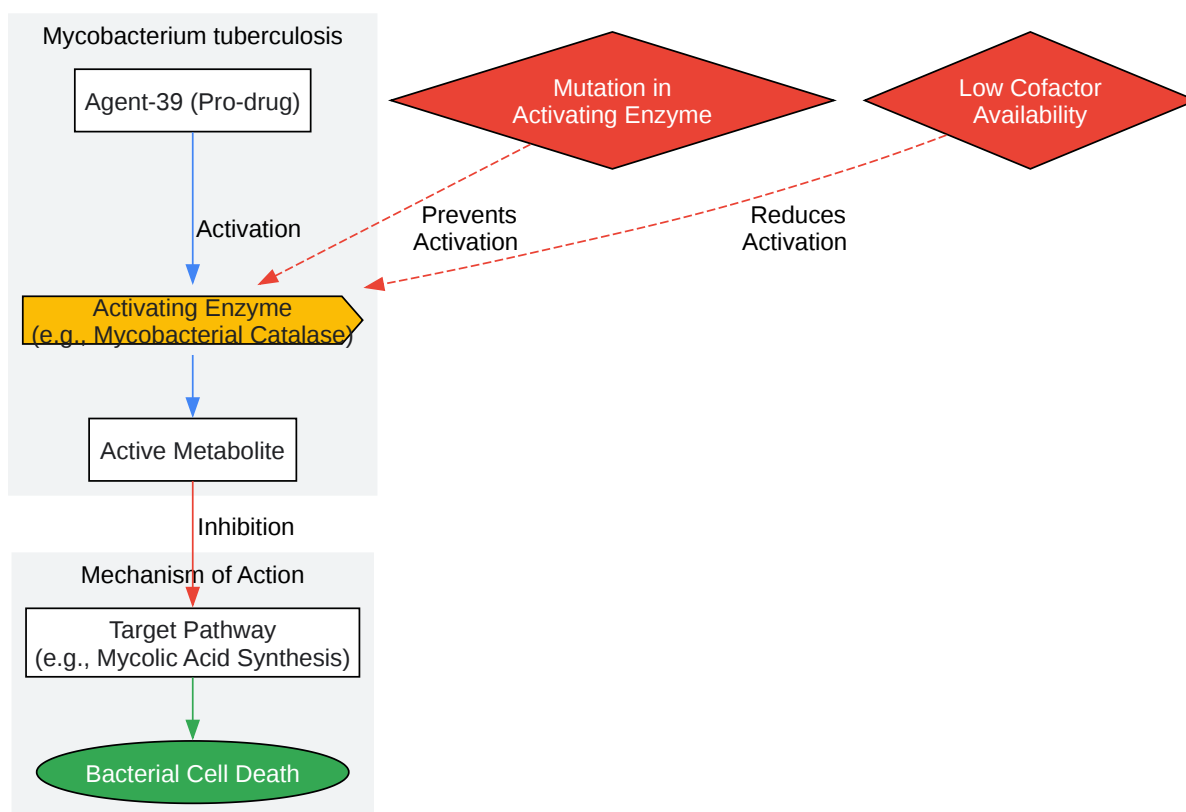 Mycobacterium tuberculosis
Agent-39 (Pro-drug)
Mutation in
Activating Enzyme
Low Cofactor
Availability
Activation
Prevents
Activation
Reduces
Activation
Activating Enzyme
(e.g., Mycobacterial Catalase)
Active Metabolite
Inhibition
Mechanism of Action
Target Pathway
(e.g., Mycolic Acid Synthesis)
Bacterial Cell Death